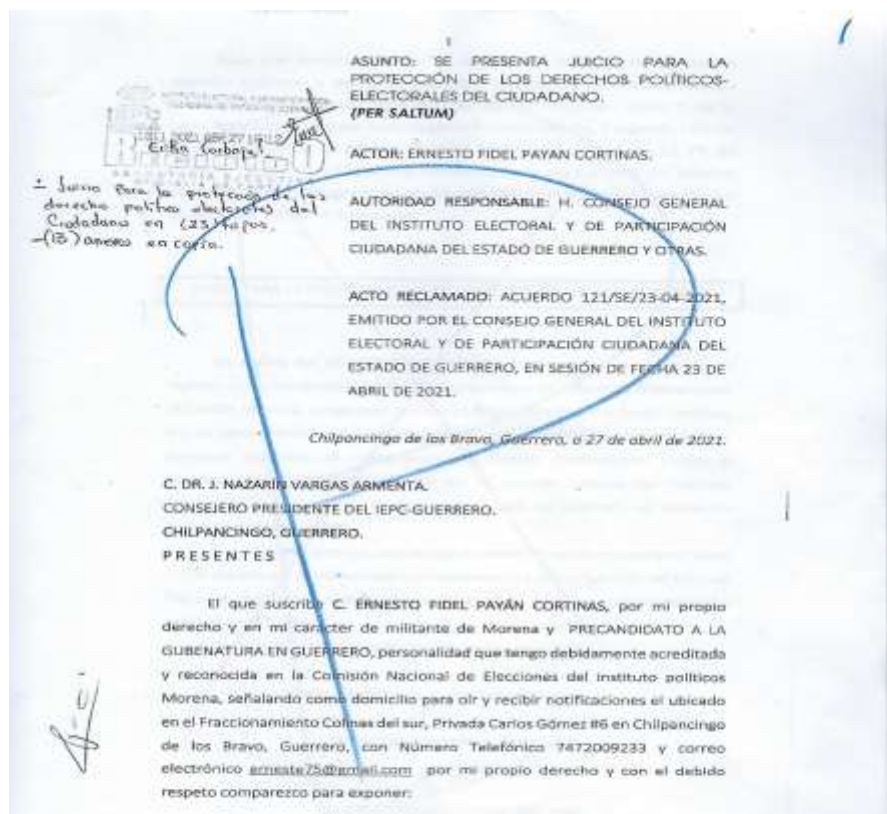 1
ASUNTO: SE PRESENTA JUICIO PARA LA
PROTECCIÓN DE LOS DERECHOS POLÍTICOS-
ELECTORALES DEL CIUDADANO.
(PER SALTUM)
ACTOR: ERNESTO FIDEL PAYAN CORTINAS.
AUTORIDAD RESPONSABLE: H. CONSEJO GENERAL
DEL INSTITUTO ELECTORAL Y DE PARTICIPACIÓN
CIUDADANA DEL ESTADO DE GUERRERO Y OTRAS.
ACTO RECLAMADO: ACUERDO 121/SE/23-04-2021,
EMITIDO POR EL CONSEJO GENERAL DEL INSTITUTO
ELECTORAL Y DE PARTICIPACIÓN CIUDADANA DEL
ESTADO DE GUERRERO, EN SESIÓN DE FECHA 23 DE
ABRIL DE 2021.
Erika Carbajal
- Juicio Para la protección de los
derecho político electorales del
Ciudadano en (25) fojas.
en copia.
Chilpancingo de los Bravo, Guerrero, a 27 de abril de 2021.
C. DR. J. NAZARÍN VARGAS ARMENTA.
CONSEJERO PRESIDENTE DEL IEPC-GUERRERO.
CHILPANCINGO, GUERRERO.
P R E S E N T E S
El que suscribe C. ERNESTO FIDEL PAYÁN CORTINAS, por mi propio
derecho y en mi carácter de militante de Morena y PRECANDIDATO A LA
GUBENATURA EN GUERRERO, personalidad que tengo debidamente acreditada
y reconocida en la Comisión Nacional de Elecciones del instituto políticos
Morena, señalando como domicilio para oír y recibir notificaciones el ubicado
en el Fraccionamiento Colinas del sur, Privada Carlos Gómez #6 en Chilpancingo
de los Bravo, Guerrero, con Número Telefónico 7472009233 y correo
electrónico erneste75@gmail.com por mi propio derecho y con el debido
respeto comparezco para exponer: